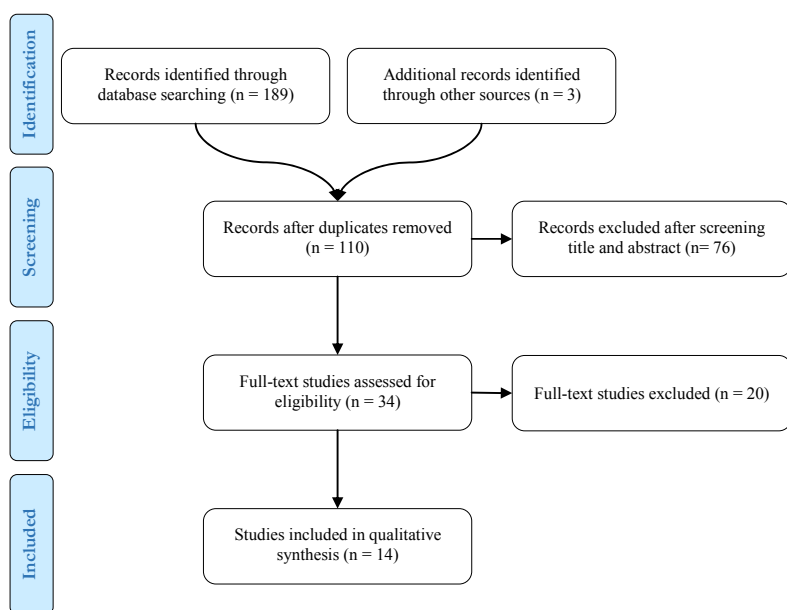 Identification
Records identified through
database searching (n = 189)
Additional records identified
through other sources (n = 3)
Screening
Records after duplicates removed
(n = 110)
Records excluded after screening
title and abstract (n= 76)
Eligibility
Full-text studies assessed for
eligibility (n = 34)
Full-text studies excluded (n = 20)
Included
Studies included in qualitative
synthesis (n = 14)